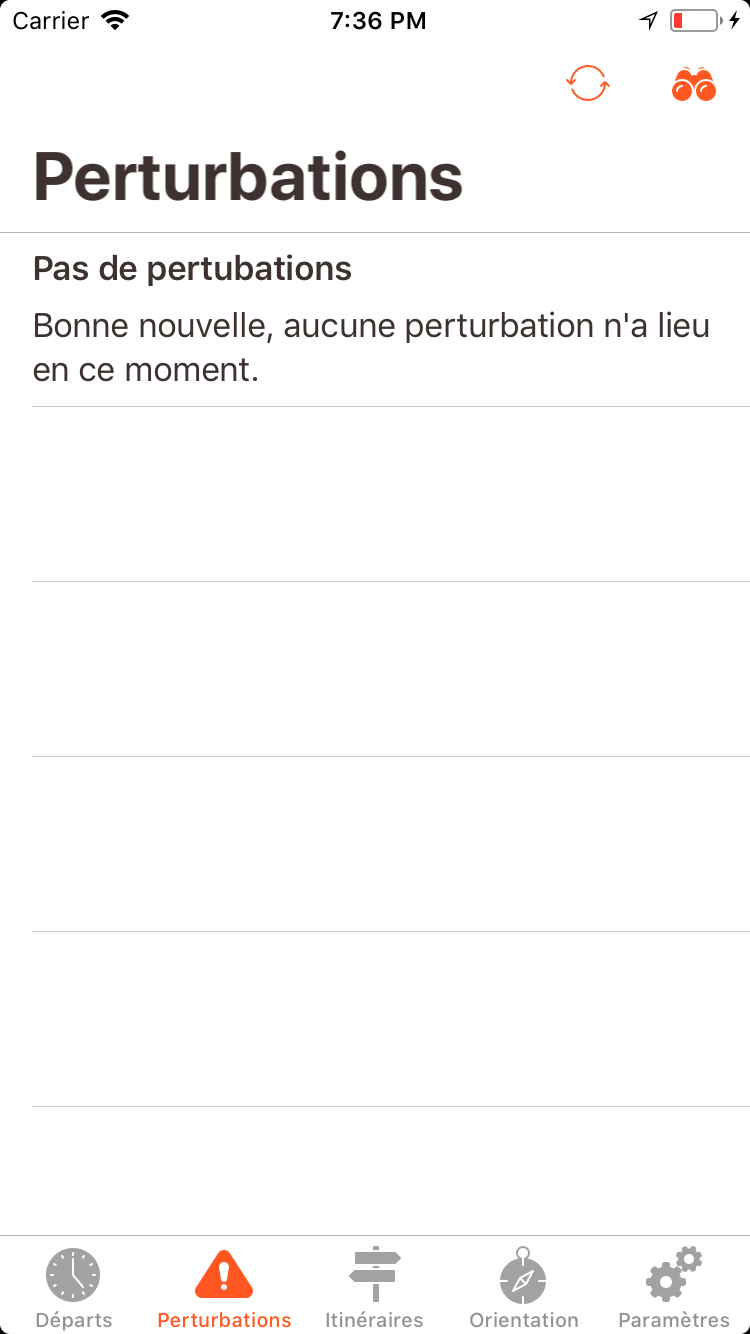 Carrier
7:36 PM
Perturbations
Pas de pertubations
Bonne nouvelle, aucune perturbation n'a lieu
en ce moment.
Départs
Perturbations
Itinéraires
Orientation
Paramètres